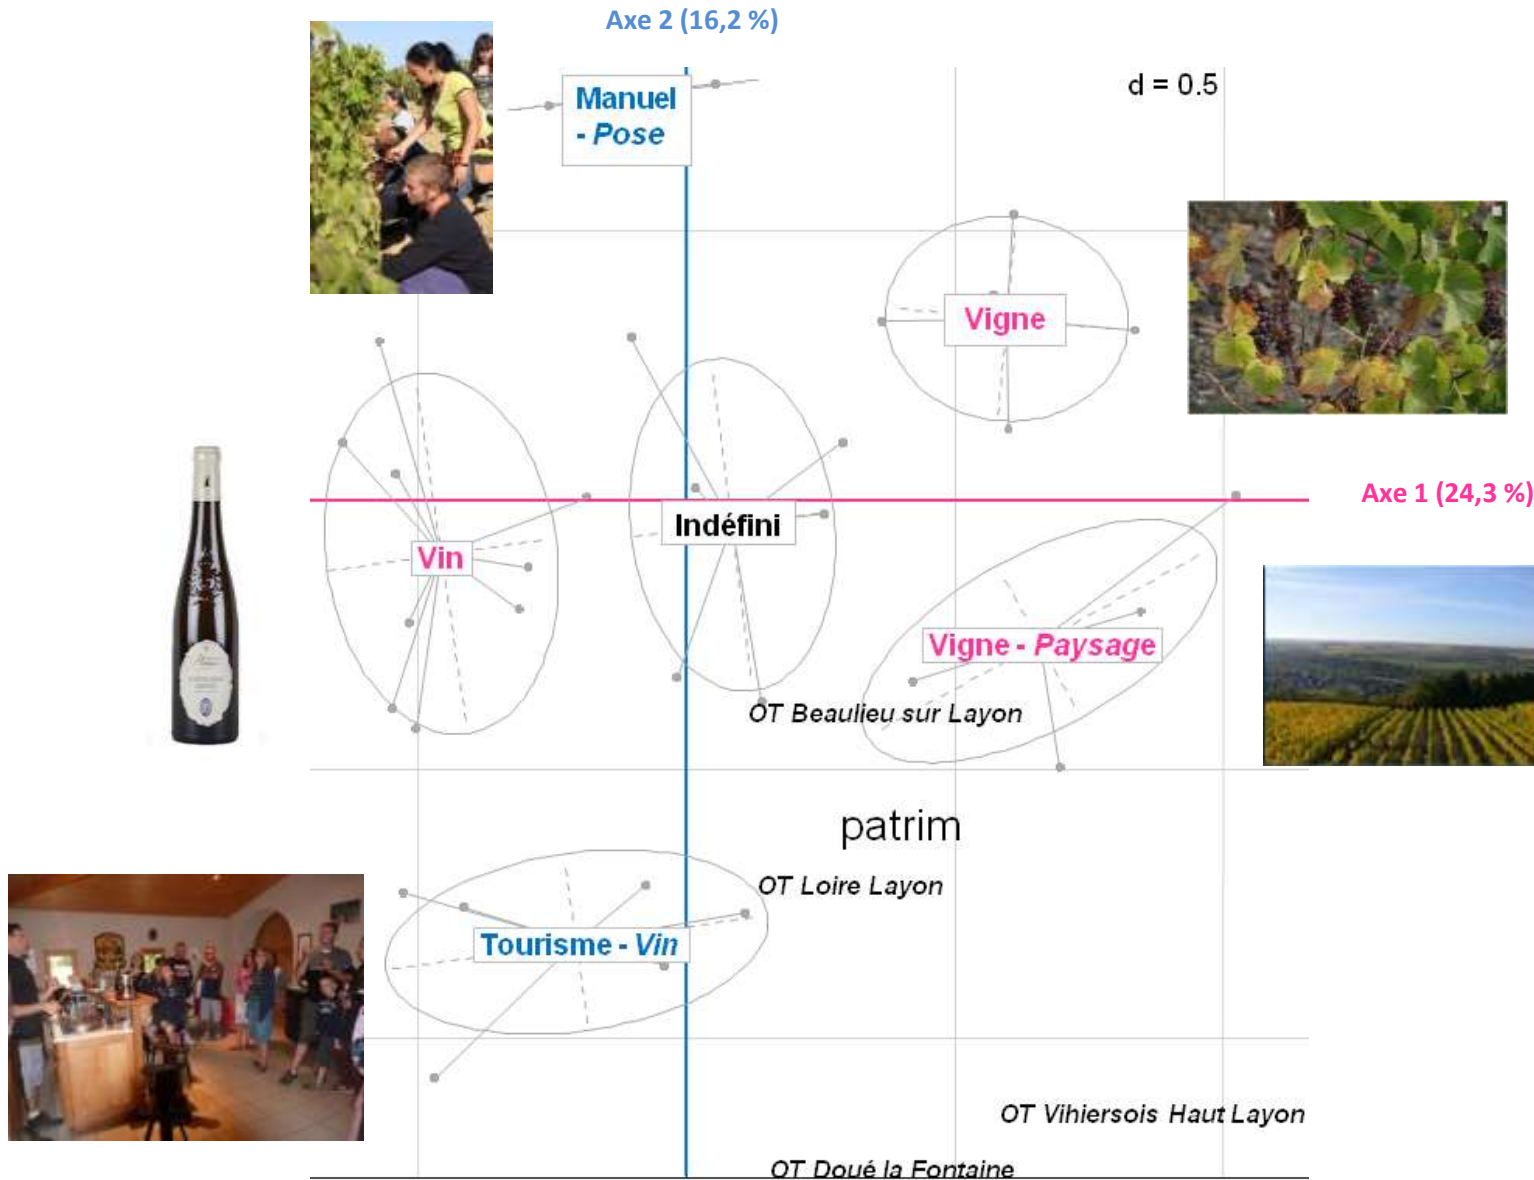 Axe 2 (16,2 %)
d = 0.5
Manuel
- Pose
Vigne
Axe 1 (24,3 %)
Indéfini
Vin
Vigne - Paysage
OT Beaulieu sur Layon
patrim
OT Loire Layon
Tourisme - Vin
OT Vihiersois Haut Layon
OT Doué la Fontaine